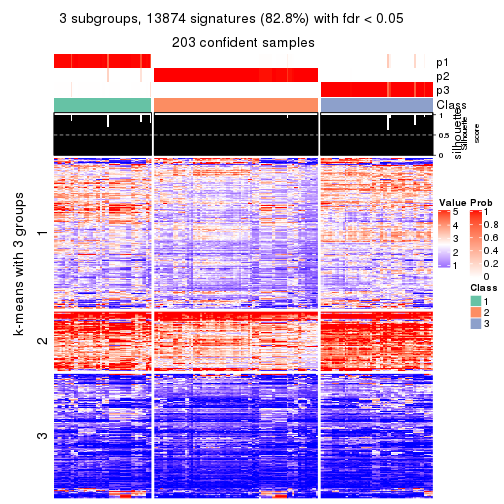 3 subgroups, 13874 signatures (82.8%) with fdr < 0.05
203 confident samples
p1
p2
p3
Class
1
0.5
0
silhouette
Silhouette
score
k-means with 3 groups
1
2
3
Value
5
4
3
2
1
Prob
1
0.8
0.6
0.4
0.2
0
Class
1
2
3